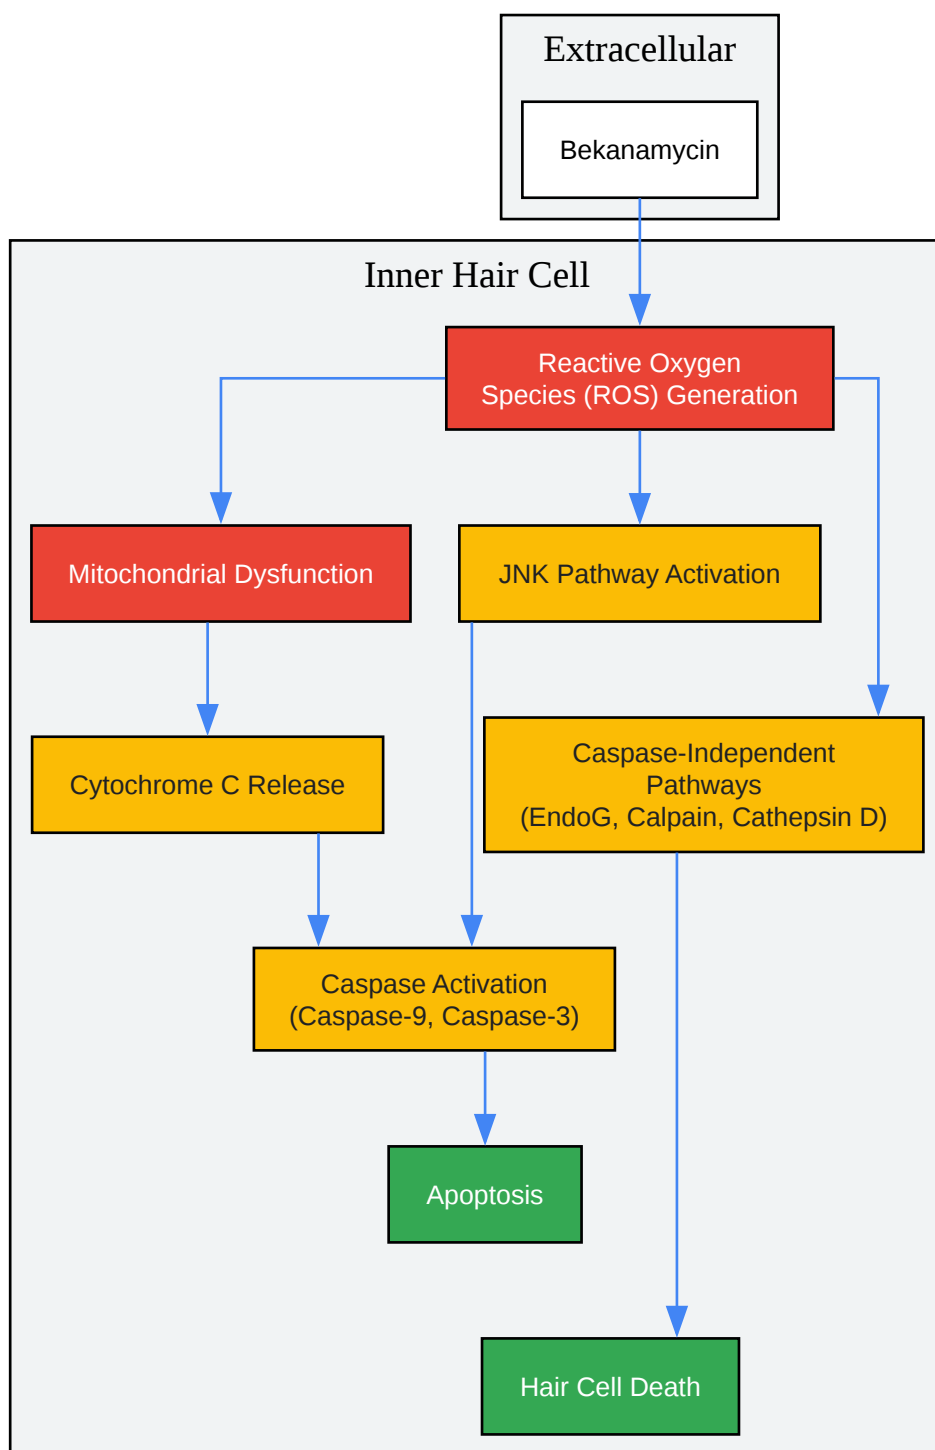 Extracellular
Bekanamycin
Inner Hair Cell
Reactive Oxygen
Species (ROS) Generation
Mitochondrial Dysfunction
JNK Pathway Activation
Cytochrome C Release
Caspase-Independent
Pathways
(EndoG, Calpain, Cathepsin D)
Caspase Activation
(Caspase-9, Caspase-3)
Apoptosis
Hair Cell Death